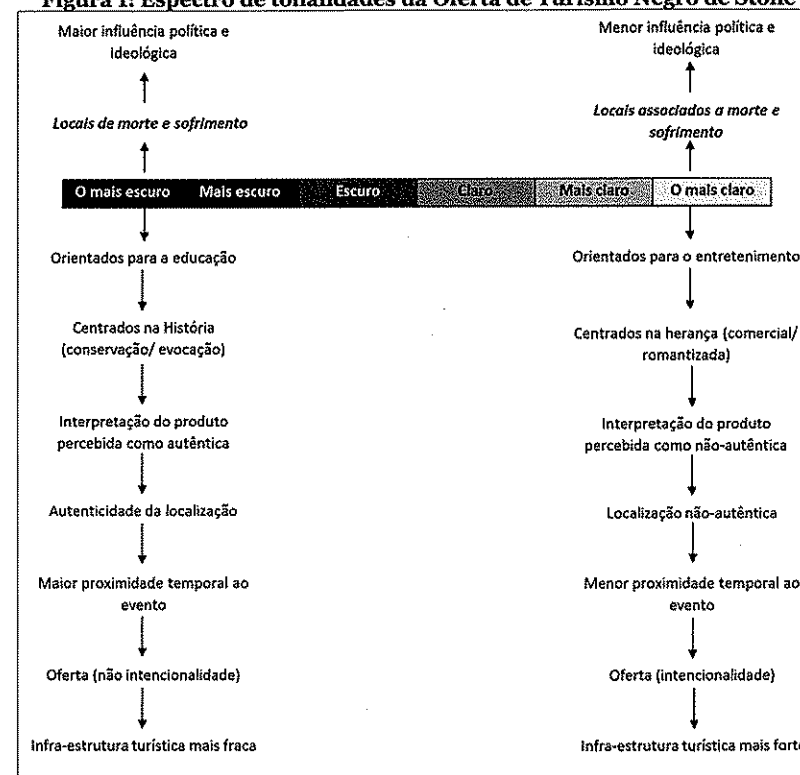 Figura 1: Espectro de tonalidades da Oferta de Turismo Negro de Stone
Maior influência política e
ideológica
Locais de morte e sofrimento
Menor influência política e
ideológica
Locais associados a morte e
sofrimento
O mais escuro Mais escuro Escuro Claro Mais claro O mais claro
Orientados para a educação
Centrados na História
(conservação/ evocação)
Interpretação do produto
percebida como autêntica
Autenticidade da localização
Maior proximidade temporal ao
evento
Oferta (não intencionalidade)
Infra-estrutura turística mais fraca
Orientados para o entretenimento
Centrados na herança (comercial/
romantizada)
Interpretação do produto
percebida como não-autêntica
Localização não-autêntica
Menor proximidade temporal ao
evento
Oferta (intencionalidade)
Infra-estrutura turística mais forte